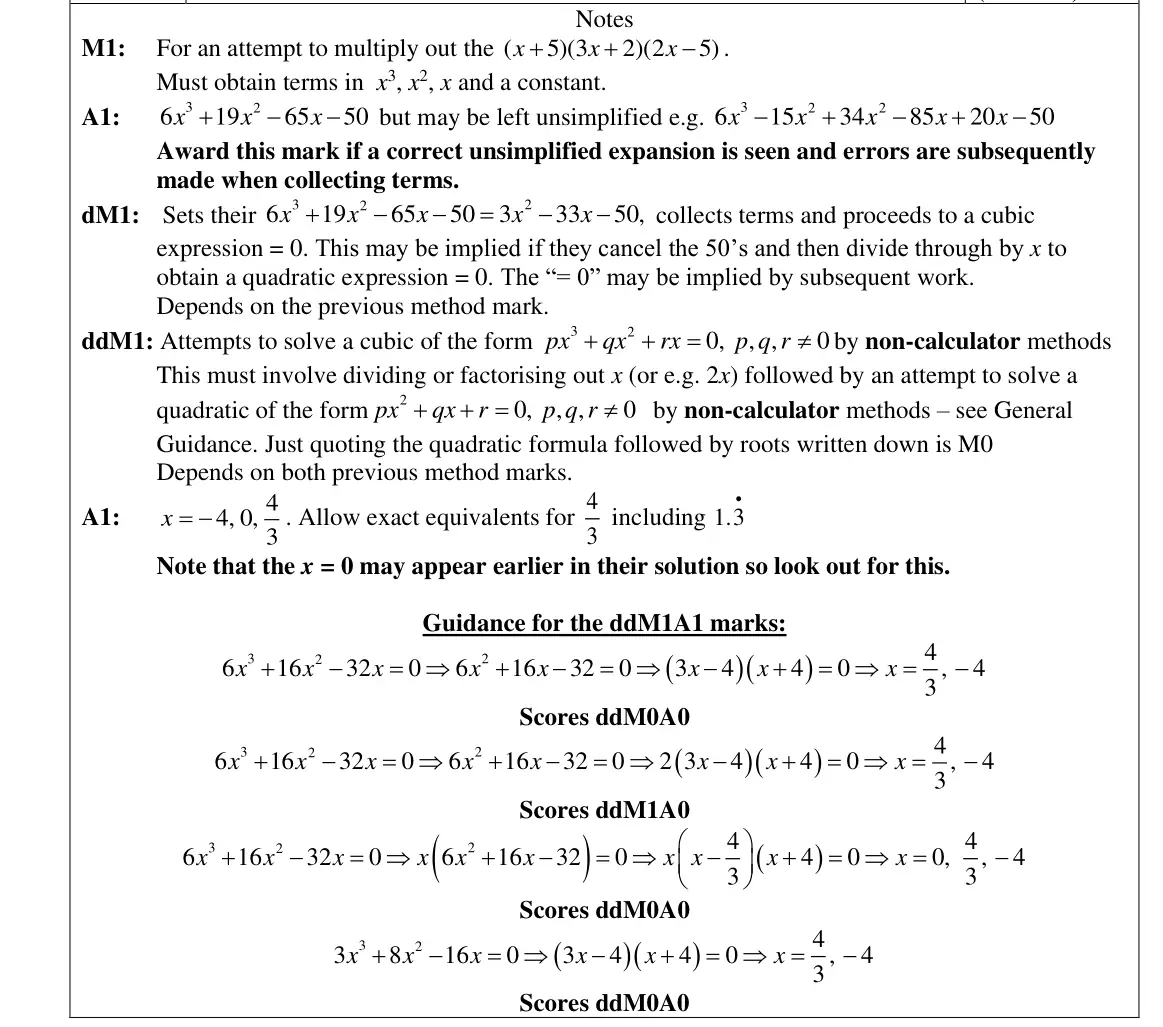 Notes
M1: For an attempt to multiply out the (x + 5)(3x + 2)(2x − 5).
Must obtain terms in x³, x², x and a constant.
A1: 6x³ + 19x² − 65x − 50 but may be left unsimplified e.g. 6x³ − 15x² + 34x² − 85x + 20x − 50
Award this mark if a correct unsimplified expansion is seen and errors are subsequently
made when collecting terms.
dM1: Sets their 6x³ + 19x² − 65x − 50 = 3x² − 33x − 50, collects terms and proceeds to a cubic
expression = 0. This may be implied if they cancel the 50’s and then divide through by x to
obtain a quadratic expression = 0. The “= 0” may be implied by subsequent work.
Depends on the previous method mark.
ddM1: Attempts to solve a cubic of the form px³ + qx² + rx = 0, p, q, r ≠ 0 by non-calculator methods
This must involve dividing or factorising out x (or e.g. 2x) followed by an attempt to solve a
quadratic of the form px² + qx + r = 0, p, q, r ≠ 0 by non-calculator methods – see General
Guidance. Just quoting the quadratic formula followed by roots written down is M0
Depends on both previous method marks.
A1: x = −4, 0, 4/3. Allow exact equivalents for 4/3 including 1.3̇
Note that the x = 0 may appear earlier in their solution so look out for this.
Guidance for the ddM1A1 marks:
6x³ + 16x² − 32x = 0 ⇒ 6x² + 16x − 32 = 0 ⇒ (3x − 4)(x + 4) = 0 ⇒ x = 4/3, −4
Scores ddM0A0
6x³ + 16x² − 32x = 0 ⇒ 6x² + 16x − 32 = 0 ⇒ 2(3x − 4)(x + 4) = 0 ⇒ x = 4/3, −4
Scores ddM1A0
6x³ + 16x² − 32x = 0 ⇒ x(6x² + 16x − 32) = 0 ⇒ x(x − 4/3)(x + 4) = 0 ⇒ x = 0, 4/3, −4
Scores ddM0A0
3x³ + 8x² − 16x = 0 ⇒ (3x − 4)(x + 4) = 0 ⇒ x = 4/3, −4
Scores ddM0A0